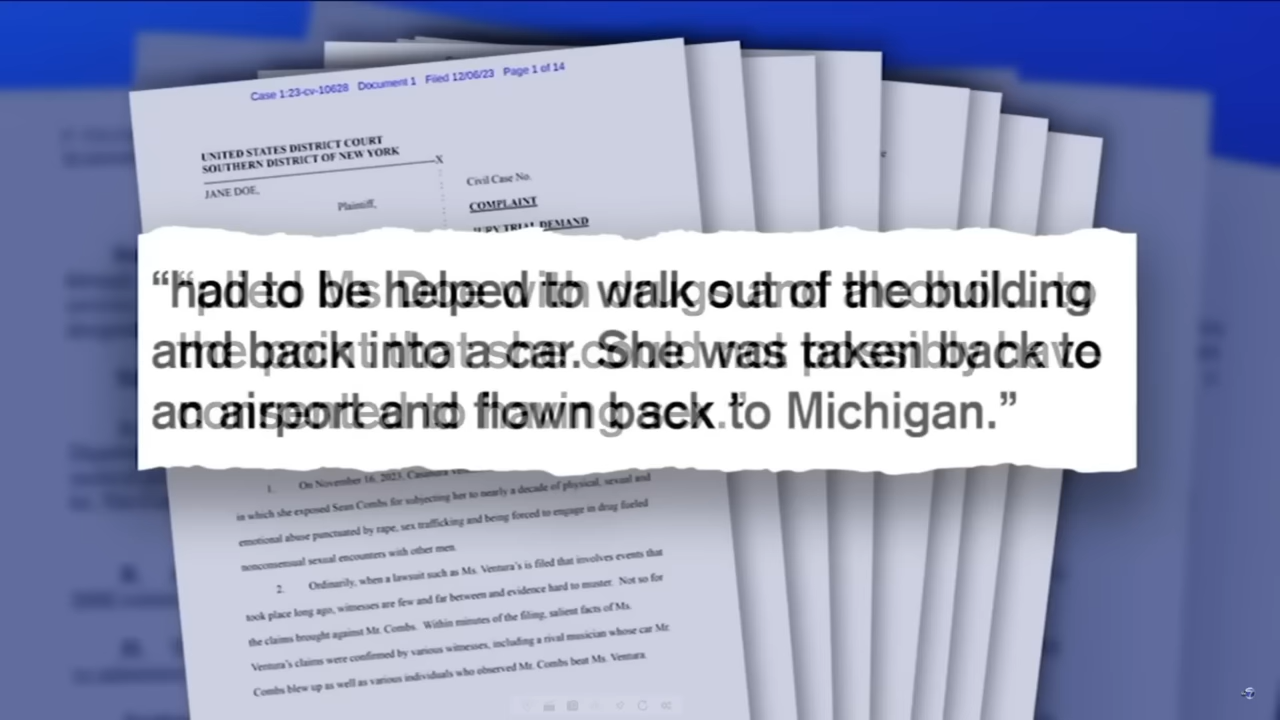 Case 1:23-cv-10628 Document 1 Filed 12/06/23 Page 1 of 14
UNITED STATES DISTRICT COURT
SOUTHERN DISTRICT OF NEW YORK
X
JANE DOE,
Plaintiff,
Civil Case No.
COMPLAINT
JURY TRIAL DEMAND
“had to be helped to walk out of the building
and back into a car. She was taken back to
an airport and flown back to Michigan.”
1. On November 16, 2023, Casandra
in which she exposed Sean Combs for subjecting her to nearly a decade of physical, sexual and
emotional abuse punctuated by rape, sex trafficking and being forced to engage in drug fueled
nonconsensual sexual encounters with other men.
2. Ordinarily, when a lawsuit such as Ms. Ventura's is filed that involves events that
took place long ago, witnesses are few and far between and evidence hard to muster. Not so for
the claims brought against Mr. Combs. Within minutes of the filing, salient facts of Ms.
Ventura's claims were confirmed by various witnesses, including a rival musician whose car Mr.
Combs blew up as well as various individuals who observed Mr. Combs beat Ms. Ventura.